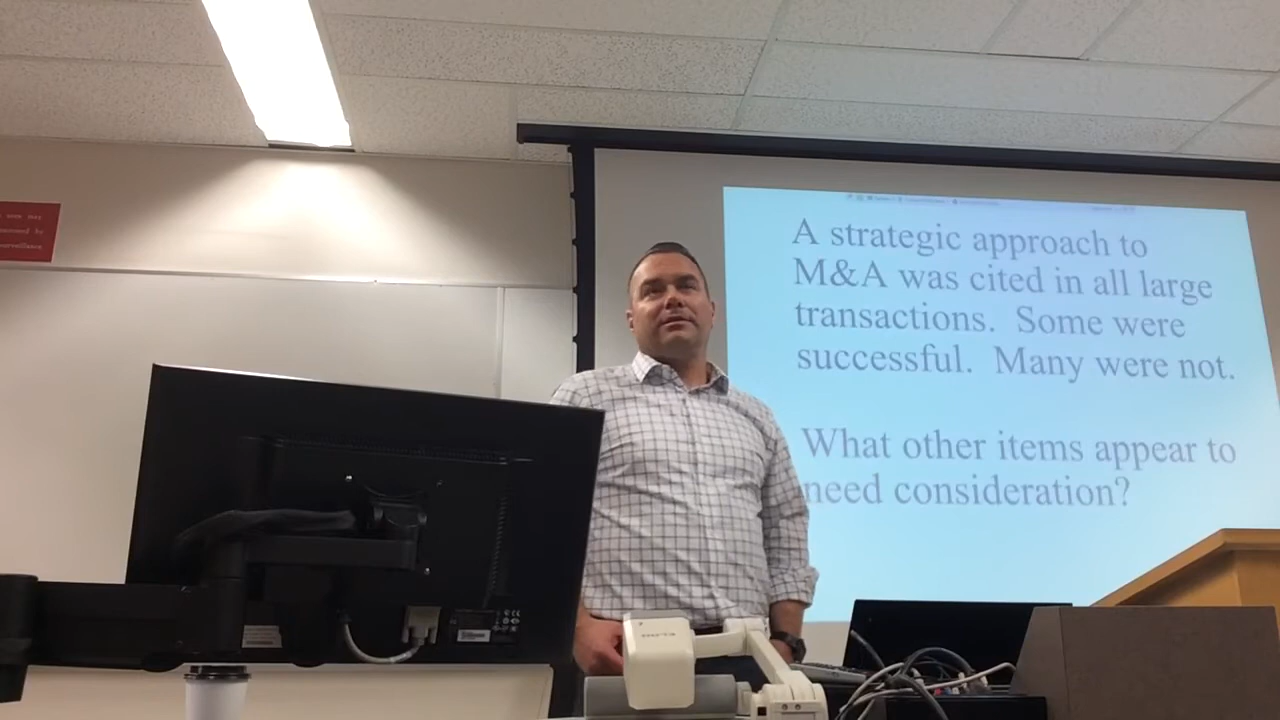 A strategic approach to
M&A was cited in all large
transactions.  Some were
successful.  Many were not.
What other items appear to
need consideration?